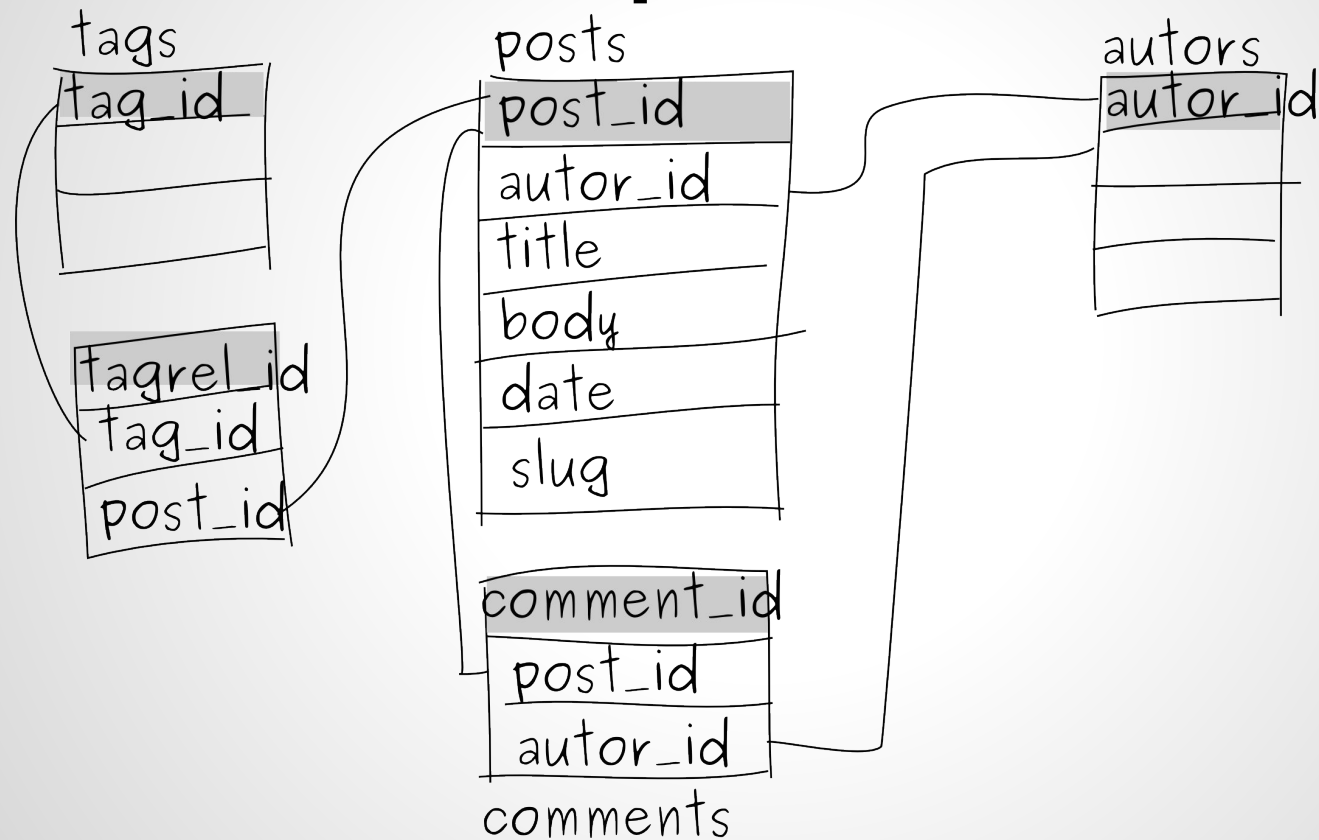 tags
tag_id
tagrel_id
tag_id
post_id
posts
post_id
autor_id
title
body
date
slug
comment_id
post_id
autor_id
comments
autors
autor_id